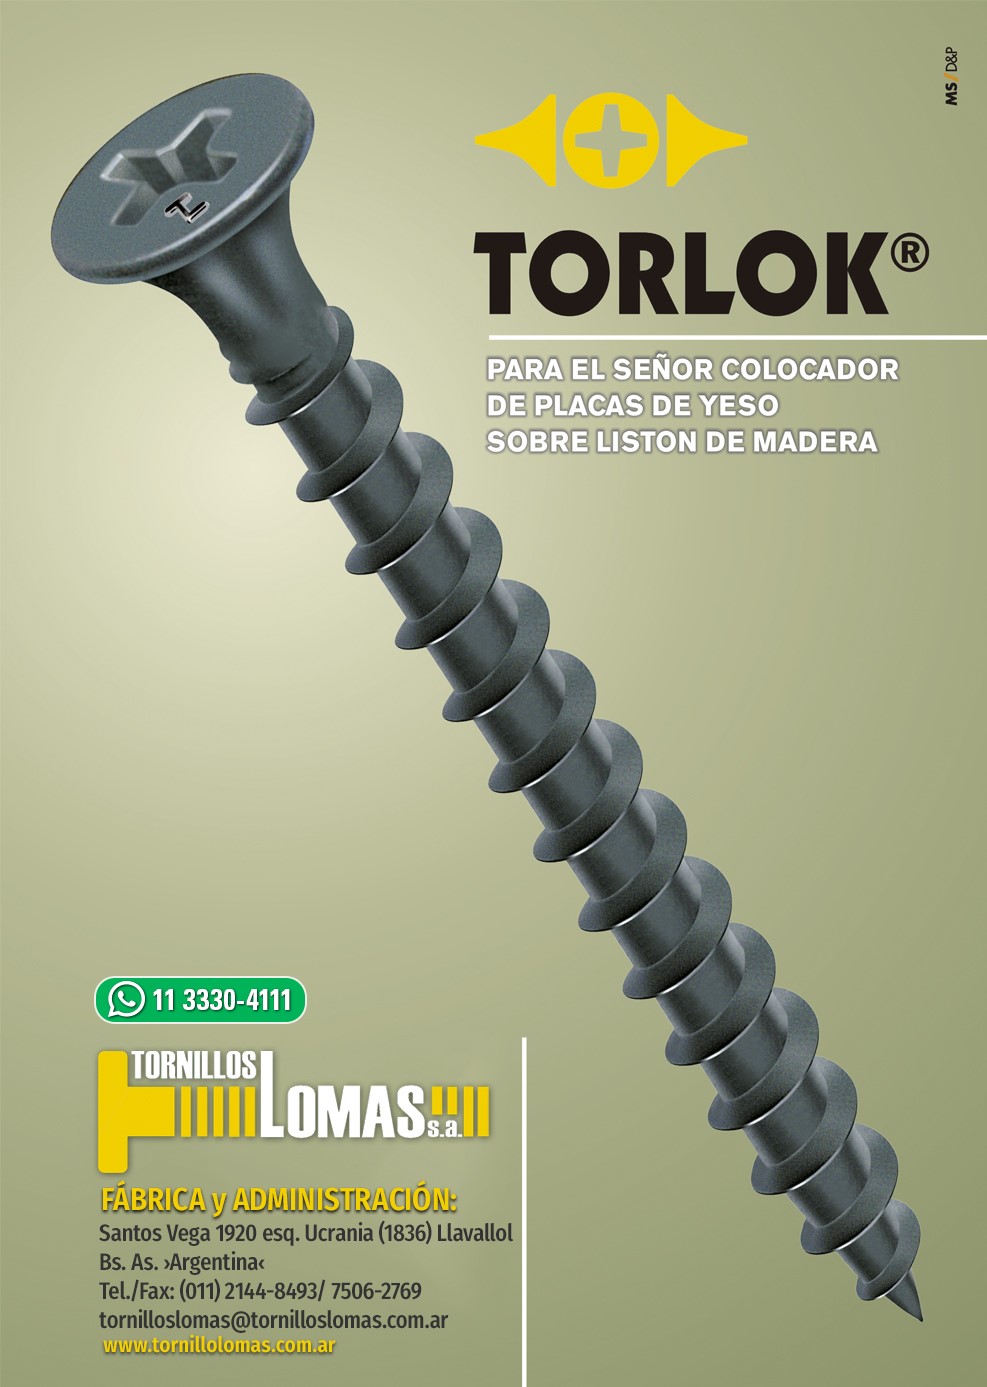 MS/D&P
TORLOK®
PARA EL SEÑOR COLOCADOR
DE PLACAS DE YESO
SOBRE LISTON DE MADERA
11 3330-4111
TORNILLOS
LOMAS s.a.
FÁBRICA y ADMINISTRACIÓN:
Santos Vega 1920 esq. Ucrania (1836) Llavallol
Bs. As. ›Argentina‹
Tel./Fax: (011) 2144-8493/ 7506-2769
tornilloslomas@tornilloslomas.com.ar
www.tornillolomas.com.ar